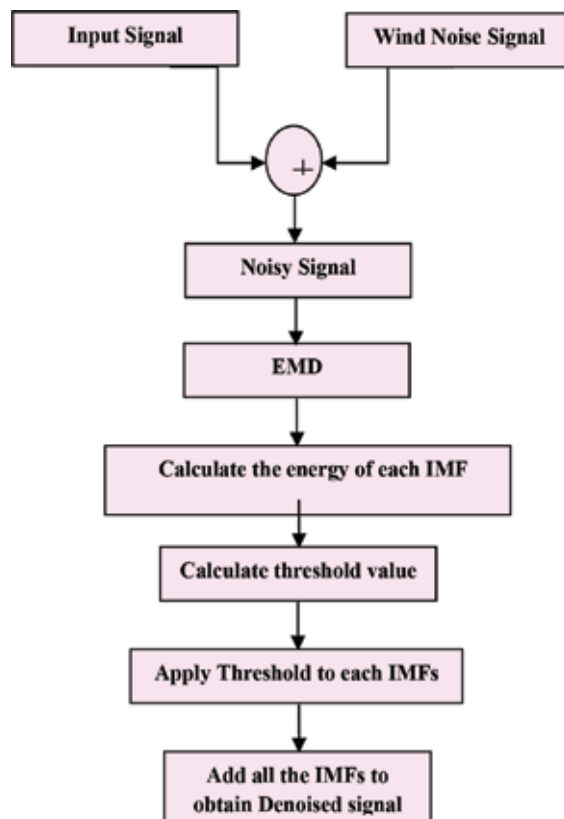 Input Signal
Wind Noise Signal
+
Noisy Signal
EMD
Calculate the energy of each IMF
Calculate threshold value
Apply Threshold to each IMFs
Add all the IMFs to
obtain Denoised signal